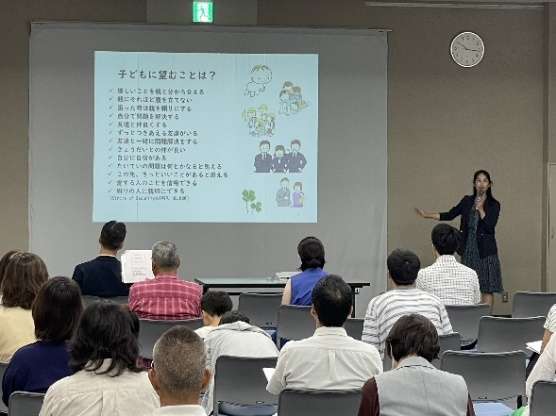 子どもに望むことは？
✓ 嬉しいことを親と分かち合える
✓ 親にそれほど腹を立てない
✓ 困った時は親を頼りにする
✓ 自分で問題を解決する
✓ 友達と仲良くする
✓ ずっとつきあえる友達がいる
✓ 友達と一緒に問題解決をする
✓ きょうだいとの仲が良い
✓ 自分に自信がある
✓ たいていの問題は何とかなると思える
✓ この先、きっといいことがあると思える
✓ 愛する人のことを信頼できる
✓ 周りの人に親切にできる
(Circle of Security